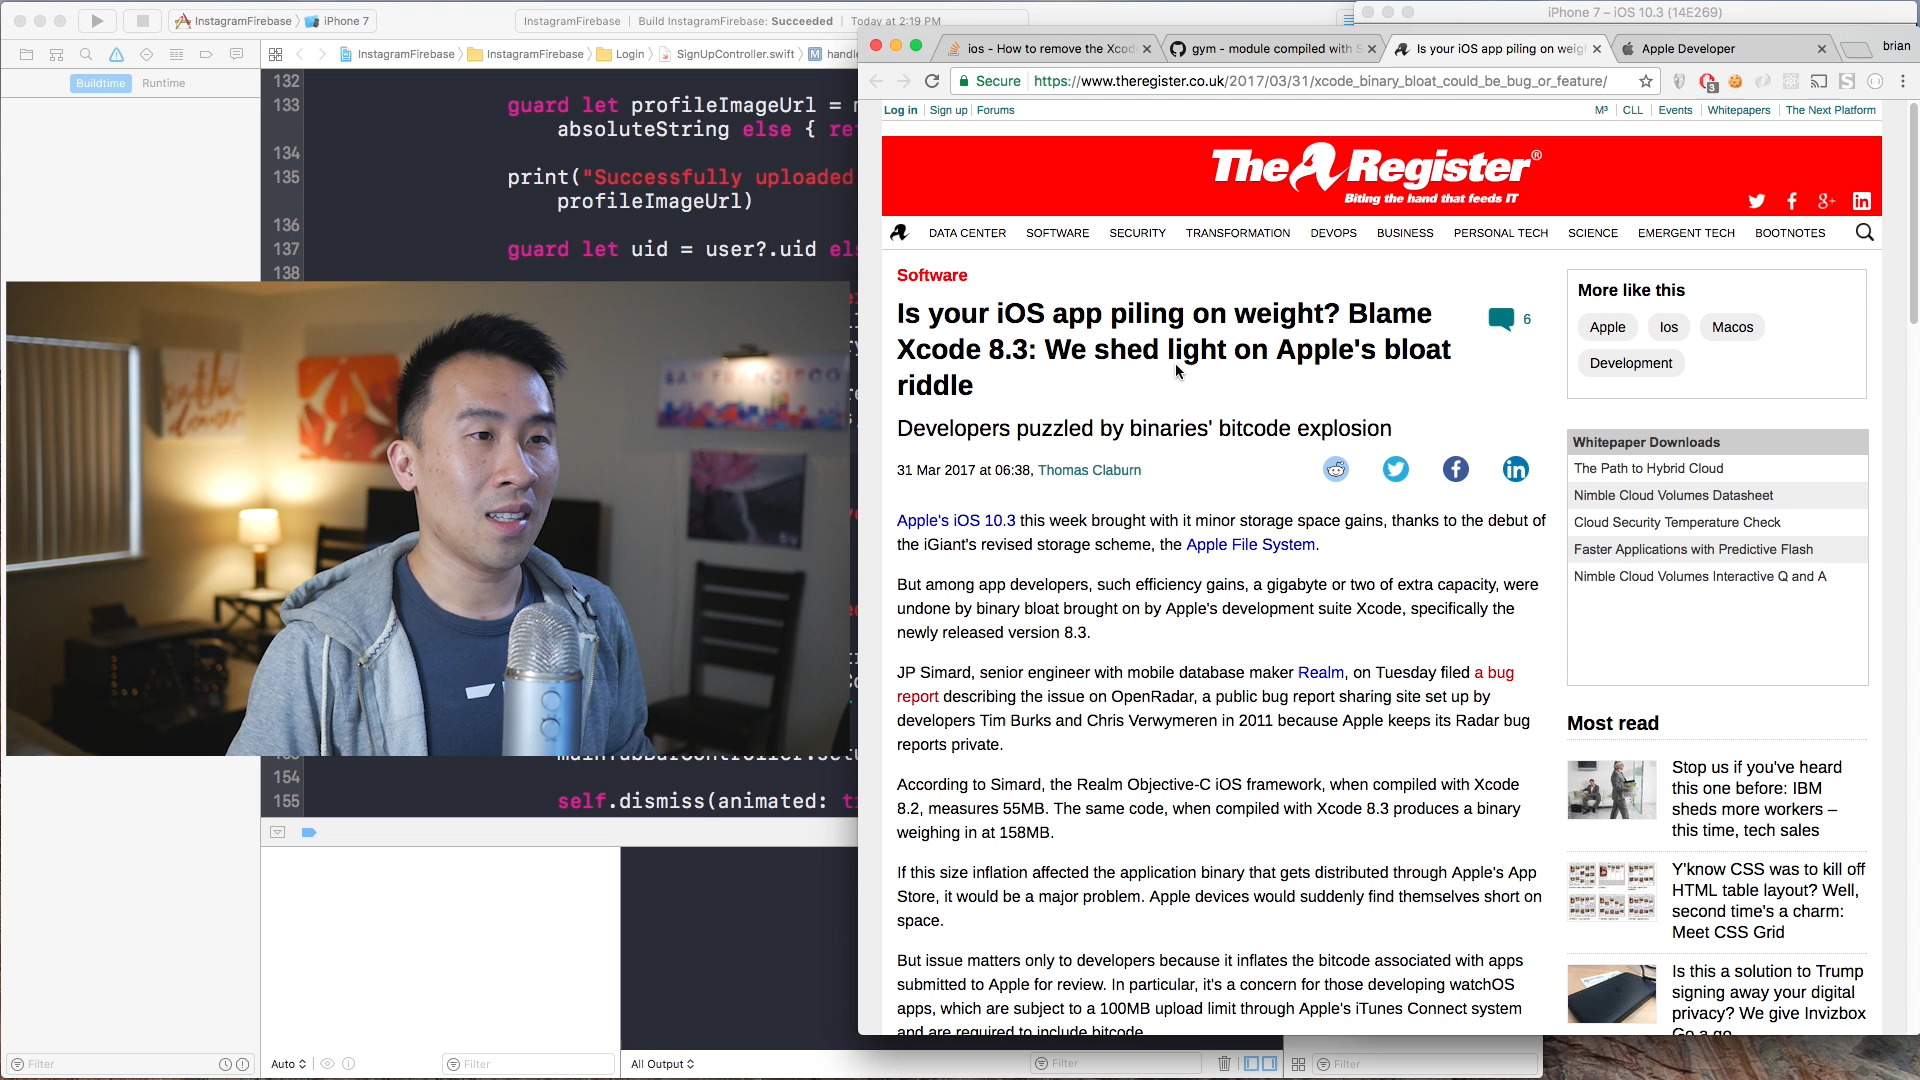 InstagramFirebase
iPhone 7
InstagramFirebase | Build InstagramFirebase: Succeeded | Today at 2:19 PM
iPhone 7 – iOS 10.3 (14E269)
InstagramFirebase
InstagramFirebase
Login
SignUpController.swift
M
Buildtime
Runtime
132
133
guard let profileImageUrl =
absoluteString else {
134
135
print("Successfully uploaded
profileImageUrl)
136
137
guard let uid = user?.uid
138
154
155
self.dismiss(animated:
Filter
Auto
Filter
All Output
Filter
Filter
ios - How to remove the
gym - module compiled with
Is your iOS app piling on
Apple Developer
brian
Secure
https://www.theregister.co.uk/2017/03/31/xcode_binary_bloat_could_be_bug_or_feature/
3
Log in | Sign up | Forums
M³ | CLL | Events | Whitepapers | The Next Platform
The Register®
Biting the hand that feeds IT
DATA CENTER SOFTWARE SECURITY TRANSFORMATION DEVOPS BUSINESS PERSONAL TECH SCIENCE EMERGENT TECH BOOTNOTES
Software
Is your iOS app piling on weight? Blame
Xcode 8.3: We shed light on Apple's bloat
riddle
6
Developers puzzled by binaries' bitcode explosion
31 Mar 2017 at 06:38, Thomas Claburn
Apple's iOS 10.3 this week brought with it minor storage space gains, thanks to the debut of
the iGiant's revised storage scheme, the Apple File System.
But among app developers, such efficiency gains, a gigabyte or two of extra capacity, were
undone by binary bloat brought on by Apple's development suite Xcode, specifically the
newly released version 8.3.
JP Simard, senior engineer with mobile database maker Realm, on Tuesday filed a bug
report describing the issue on OpenRadar, a public bug report sharing site set up by
developers Tim Burks and Chris Verwymeren in 2011 because Apple keeps its Radar bug
reports private.
According to Simard, the Realm Objective-C iOS framework, when compiled with Xcode
8.2, measures 55MB. The same code, when compiled with Xcode 8.3 produces a binary
weighing in at 158MB.
If this size inflation affected the application binary that gets distributed through Apple's App
Store, it would be a major problem. Apple devices would suddenly find themselves short on
space.
But issue matters only to developers because it inflates the bitcode associated with apps
submitted to Apple for review. In particular, it's a concern for those developing watchOS
apps, which are subject to a 100MB upload limit through Apple's iTunes Connect system
and are required to include bitcode.
More like this
Apple
Ios
Macos
Development
Whitepaper Downloads
The Path to Hybrid Cloud
Nimble Cloud Volumes Datasheet
Cloud Security Temperature Check
Faster Applications with Predictive Flash
Nimble Cloud Volumes Interactive Q and A
Most read
Stop us if you've heard
this one before: IBM
sheds more workers –
this time, tech sales
Y'know CSS was to kill off
HTML table layout? Well,
second time's a charm:
Meet CSS Grid
Is this a solution to Trump
signing away your digital
privacy? We give Invizbox
Go a go
SAN FRANCISCO